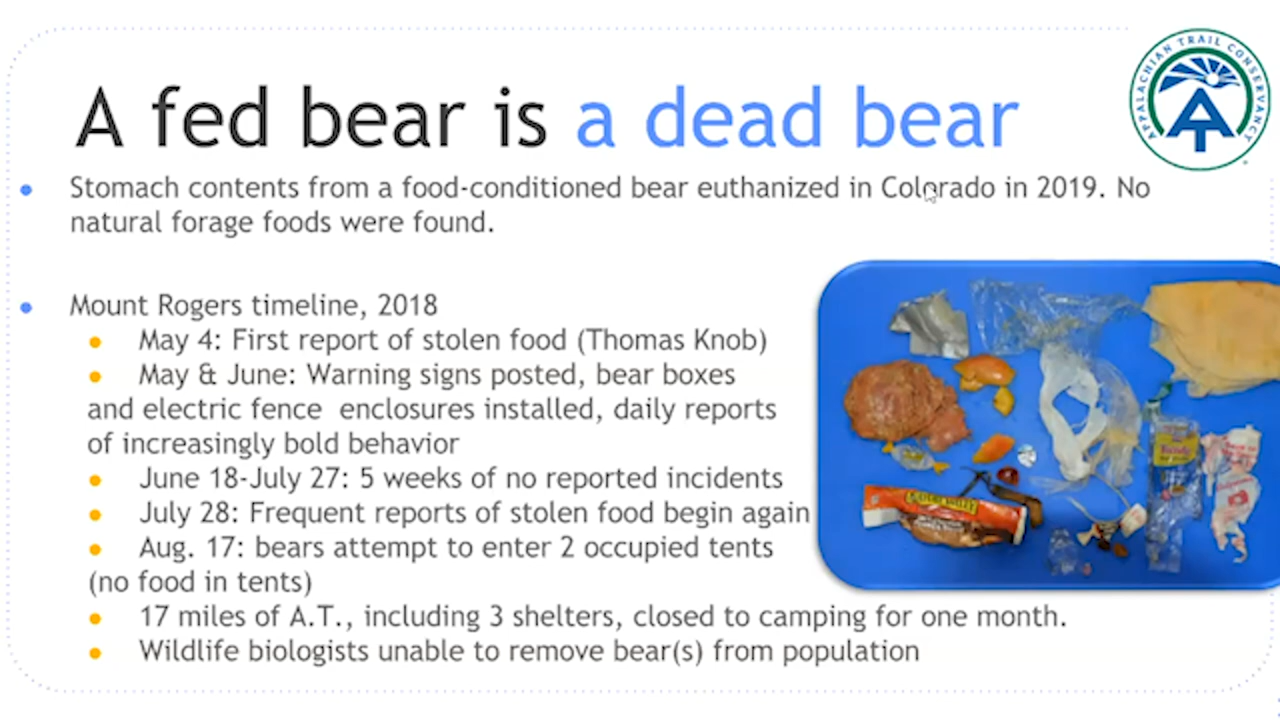 A fed bear is a dead bear
APPALACHIAN TRAIL CONSERVANCY
Stomach contents from a food-conditioned bear euthanized in Colorado in 2019. No
natural forage foods were found.
Mount Rogers timeline, 2018
May 4: First report of stolen food (Thomas Knob)
May & June: Warning signs posted, bear boxes
and electric fence enclosures installed, daily reports
of increasingly bold behavior
June 18-July 27: 5 weeks of no reported incidents
July 28: Frequent reports of stolen food begin again
Aug. 17: bears attempt to enter 2 occupied tents
(no food in tents)
17 miles of A.T., including 3 shelters, closed to camping for one month.
Wildlife biologists unable to remove bear(s) from population